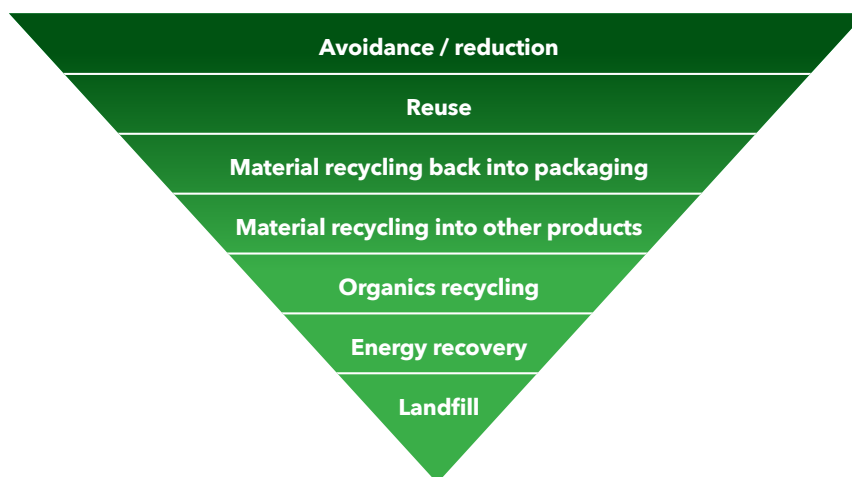 Avoidance / reduction
Reuse
Material recycling back into packaging
Material recycling into other products
Organics recycling
Energy recovery
Landfill